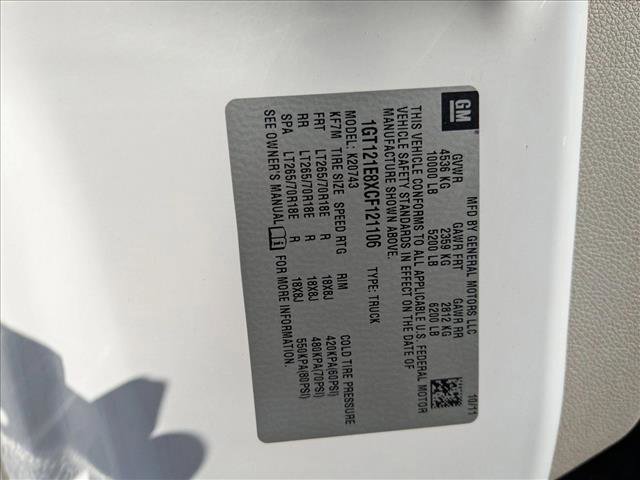 GM
MFD BY GENERAL MOTORS LLC 10/11
GVWR GAWR FRT GAWR RR
4536 KG 2359 KG 2812 KG
10000 LB 5200 LB 6200 LB
THIS VEHICLE CONFORMS TO ALL APPLICABLE U.S. FEDERAL MOTOR
VEHICLE SAFETY STANDARDS IN EFFECT ON THE DATE OF
MANUFACTURE SHOWN ABOVE.
1GT121E8XCF121106 TYPE: TRUCK
MODEL: K20743
KF7M TIRE SIZE SPEED RTG RIM COLD TIRE PRESSURE
FRT LT265/70R18E R 18X8J 420KPA(60PSI)
RR LT265/70R18E R 18X8J 480KPA(70PSI)
SPA LT265/70R18E R 18X8J 550KPA(80PSI)
SEE OWNER'S MANUAL FOR MORE INFORMATION.